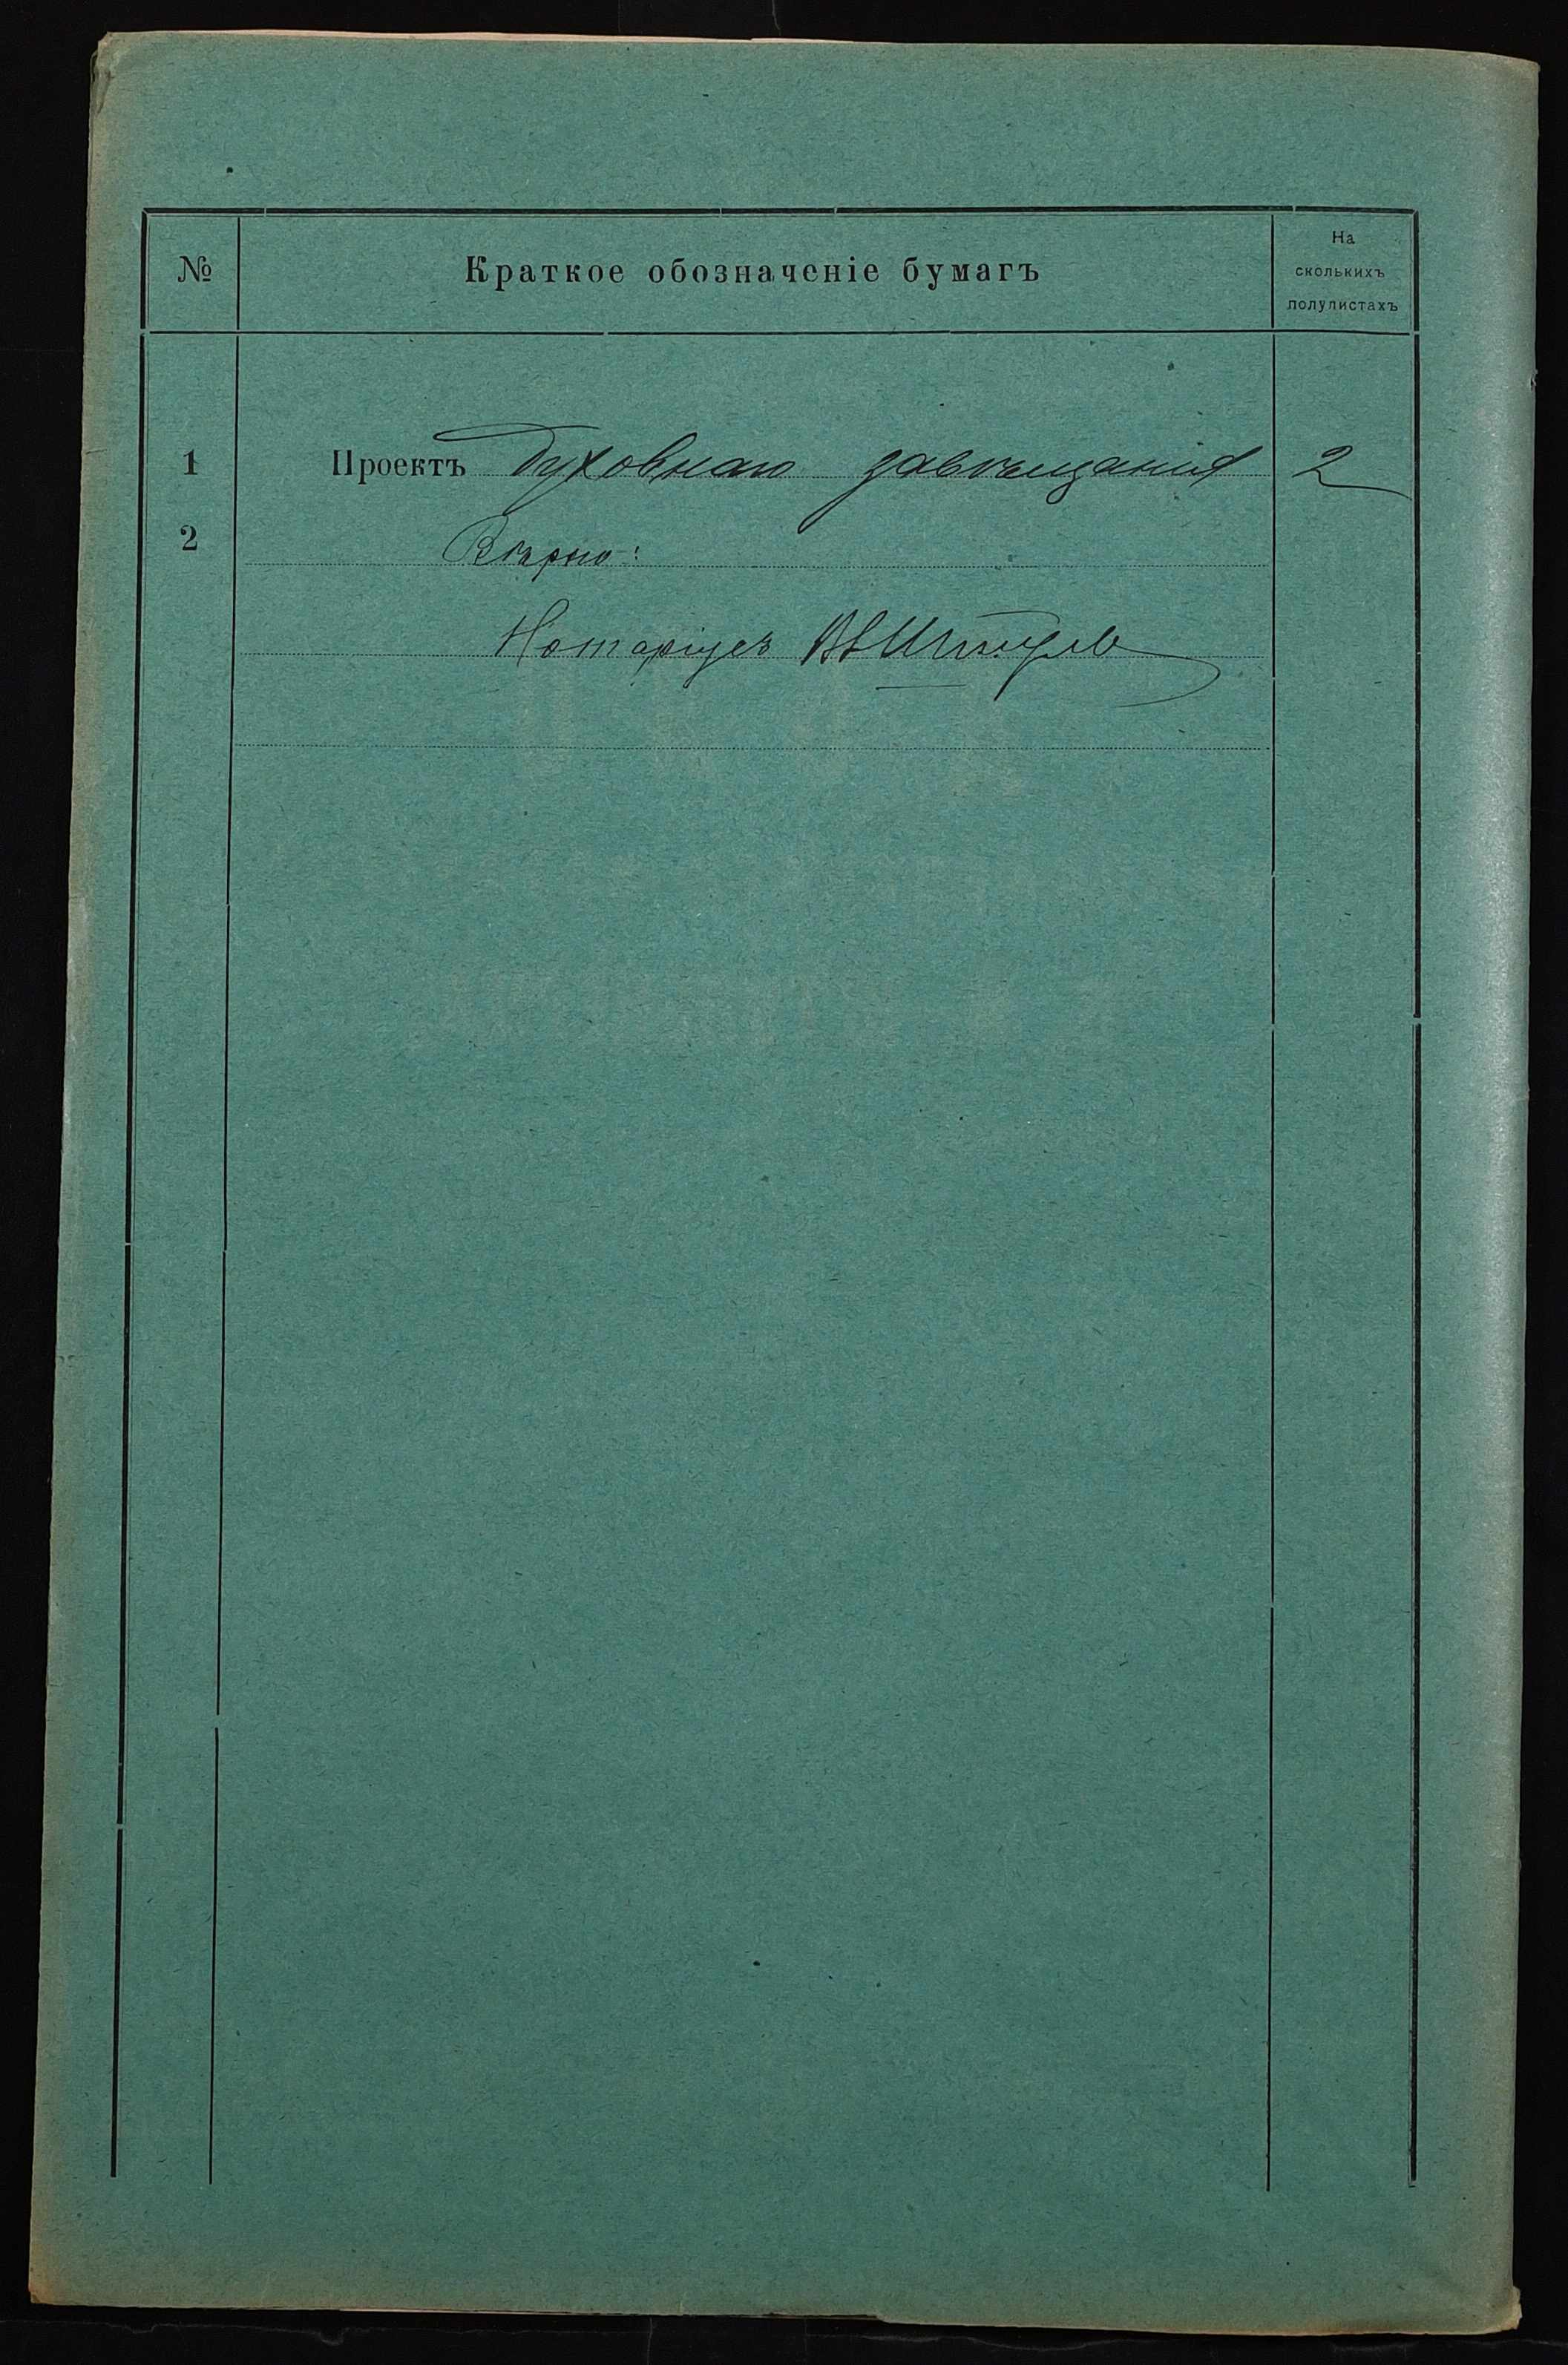 № Краткое обозначеніе бумагъ На
сколькихъ
полулистахъ
1 Проектъ духовнаго завѣщанія 2
2 Вѣрно:
Нотаріусъ